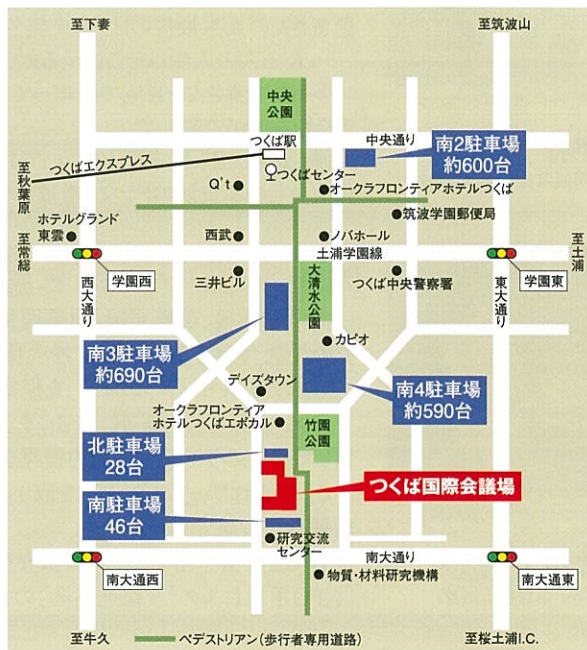 至下妻
至筑波山
中央
公園
つくば駅
中央通り
南2駐車場
約600台
つくばエクスプレス
至秋葉原
つくばセンター
Q't
オークラフロンティアホテルつくば
筑波学園郵便局
ホテルグランド
東雲
西武
ノバホール
至常総
土浦学園線
至土浦
学園西
三井ビル
大清水公園
つくば中央警察署
学園東
西大通り
東大通り
南3駐車場
約690台
カピオ
デイズタウン
南4駐車場
約590台
オークラフロンティア
ホテルつくばエポカル
竹園
公園
北駐車場
28台
つくば国際会議場
南駐車場
46台
研究交流
センター
南大通り
南大通西
物質・材料研究機構
南大通東
至牛久
ペデストリアン(歩行者専用道路)
至桜土浦I.C.